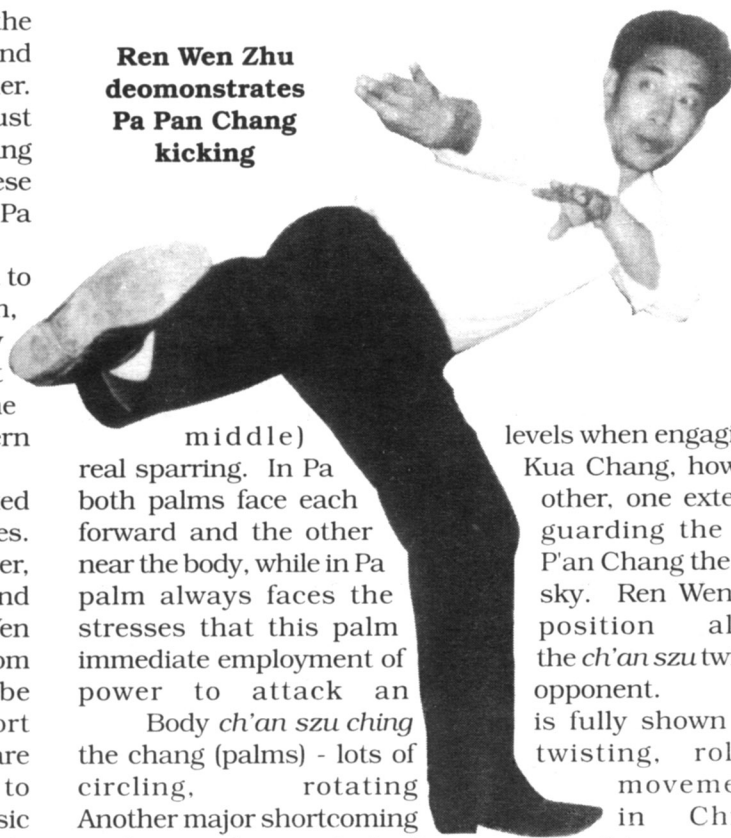 the
nd
er.
ust
ng
ese
Pa
to
n,
ne
ern
ed
es.
er,
nd
en
om
be
ort
are
to
sic
Ren Wen Zhu
deomonstrates
Pa Pan Chang
kicking
middle) levels when engagi
real sparring. In Pa Kua Chang, how
both palms face each other, one exte
forward and the other guarding the
near the body, while in Pa P'an Chang the
palm always faces the sky. Ren Wen
stresses that this palm position al
immediate employment of the ch'an szu tw
power to attack an opponent.
Body ch'an szu ching is fully shown
the chang (palms) - lots of twisting, rol
circling, rotating moveme
Another major shortcoming in Ch